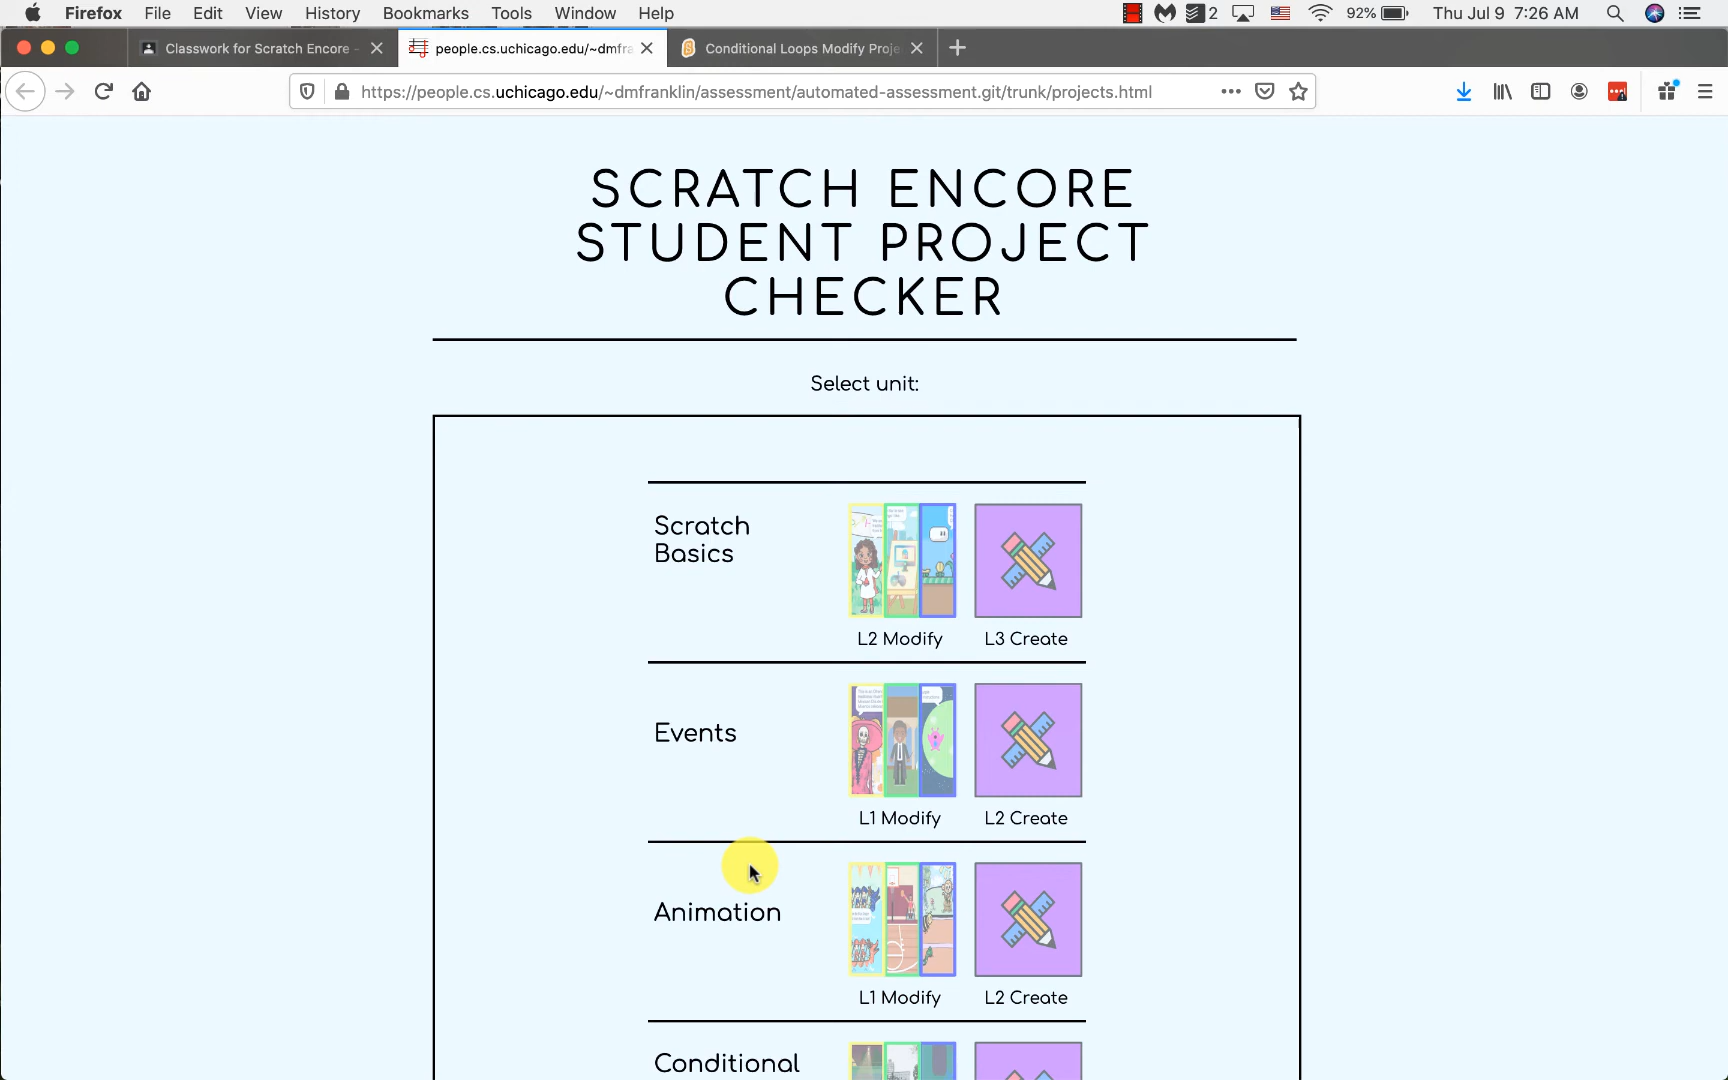 Firefox File Edit View History Bookmarks Tools Window Help 2 92% Thu Jul 9 7:26 AM
Classwork for Scratch Encore - people.cs.uchicago.edu/~dmfra Conditional Loops Modify Proje
https://people.cs.uchicago.edu/~dmfranklin/assessment/automated-assessment.git/trunk/projects.html
SCRATCH ENCORE
STUDENT PROJECT
CHECKER
Select unit:
Scratch
Basics
L2 Modify L3 Create
Events
L1 Modify L2 Create
Animation
L1 Modify L2 Create
Conditional